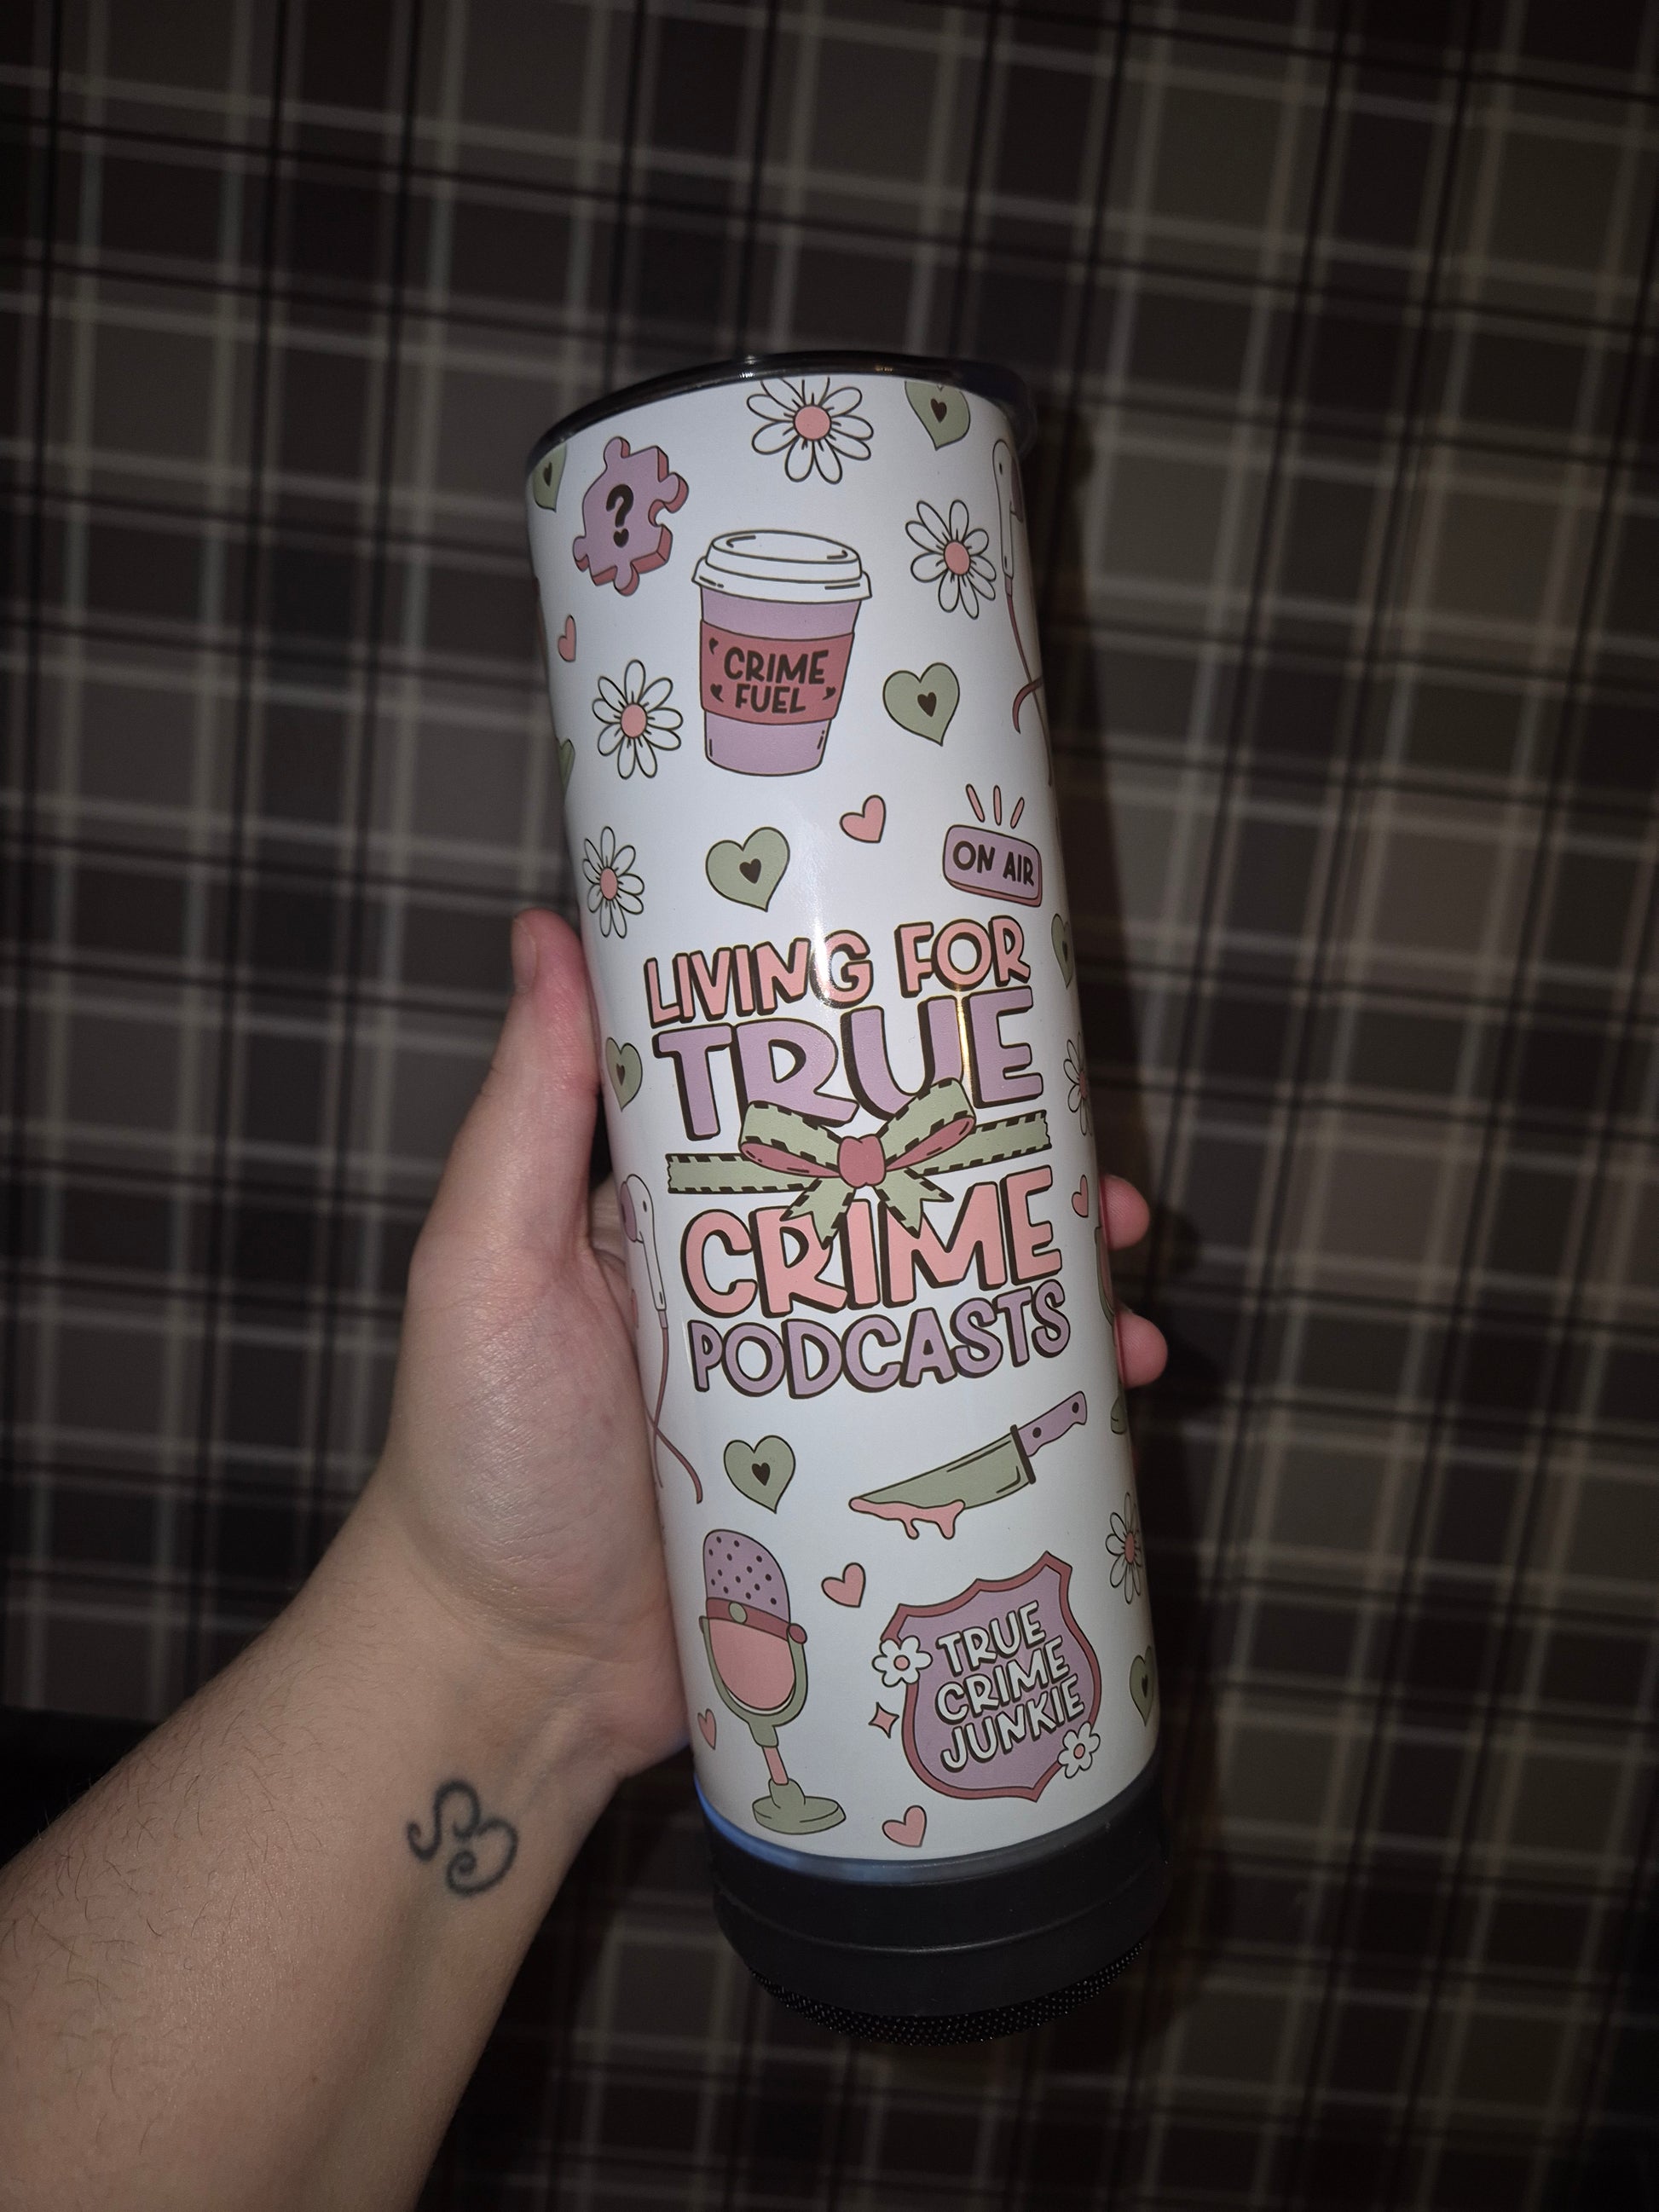 ?
CRIME
FUEL
ON AIR
LIVING FOR
TRUE
CRIME
PODCASTS
TRUE
CRIME
JUNKIE